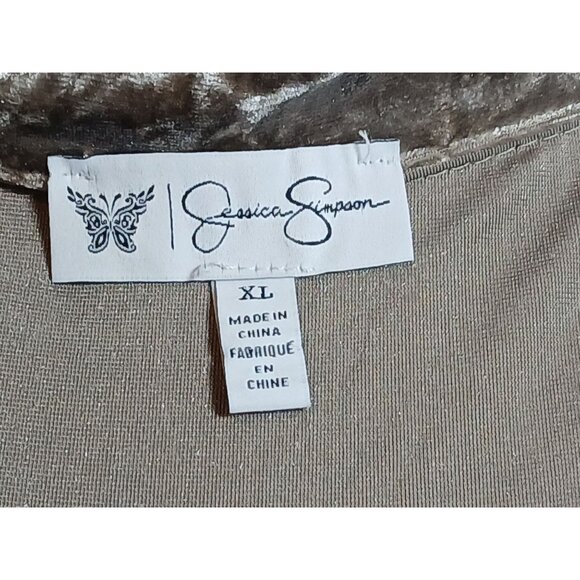 Jessica Simpson
XL
MADE IN
CHINA
FABRIQUÉ
EN
CHINE